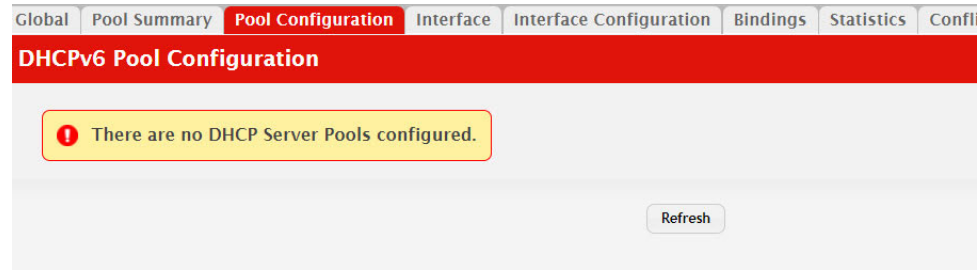 Global Pool Summary Pool Configuration Interface Interface Configuration Bindings Statistics Confli
DHCPv6 Pool Configuration
There are no DHCP Server Pools configured.
Refresh